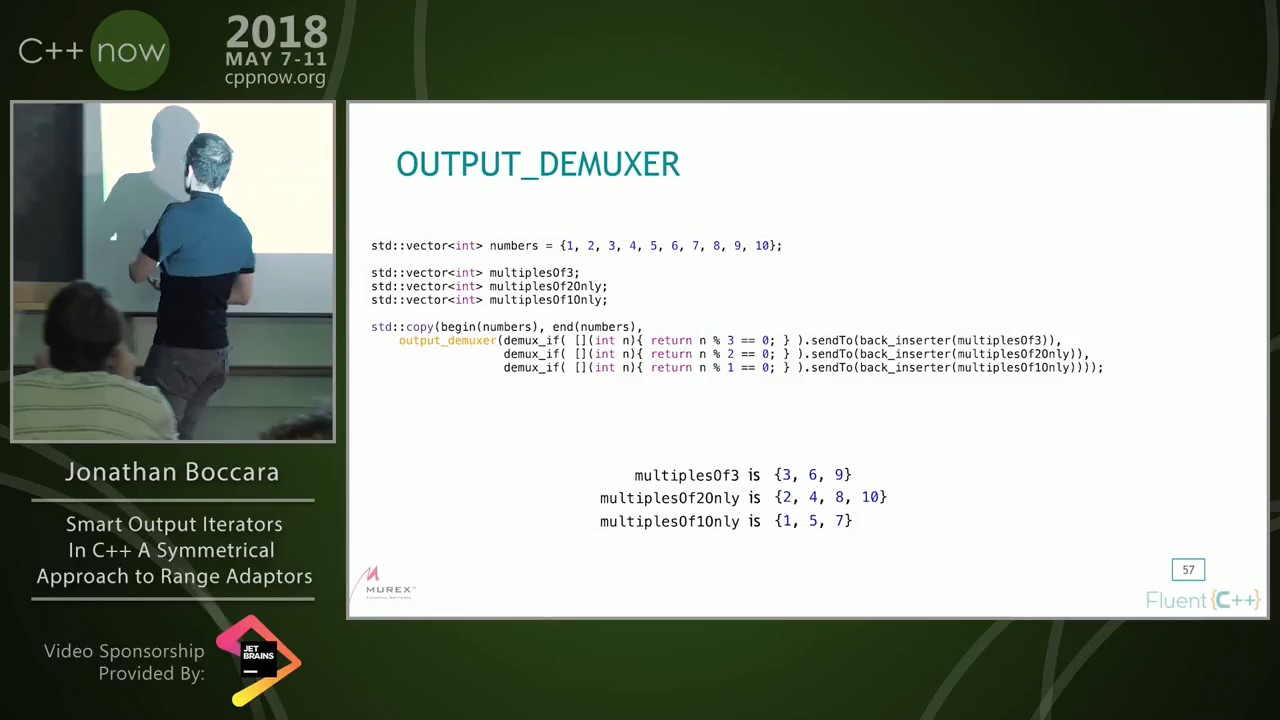 C++ now
2018
MAY 7-11
cppnow.org
OUTPUT_DEMUXER
std::vector<int> numbers = {1, 2, 3, 4, 5, 6, 7, 8, 9, 10};
std::vector<int> multiplesOf3;
std::vector<int> multiplesOf2Only;
std::vector<int> multiplesOf1Only;
std::copy(begin(numbers), end(numbers),
output_demuxer(demux_if( [](int n){ return n % 3 == 0; } ).sendTo(back_inserter(multiplesOf3)),
demux_if( [](int n){ return n % 2 == 0; } ).sendTo(back_inserter(multiplesOf2Only)),
demux_if( [](int n){ return n % 1 == 0; } ).sendTo(back_inserter(multiplesOf1Only))));
multiplesOf3 is {3, 6, 9}
multiplesOf2Only is {2, 4, 8, 10}
multiplesOf1Only is {1, 5, 7}
MUREX
57
Fluent {C++}
Jonathan Boccara
Smart Output Iterators
In C++ A Symmetrical
Approach to Range Adaptors
Video Sponsorship
Provided By:
JET
BRAINS